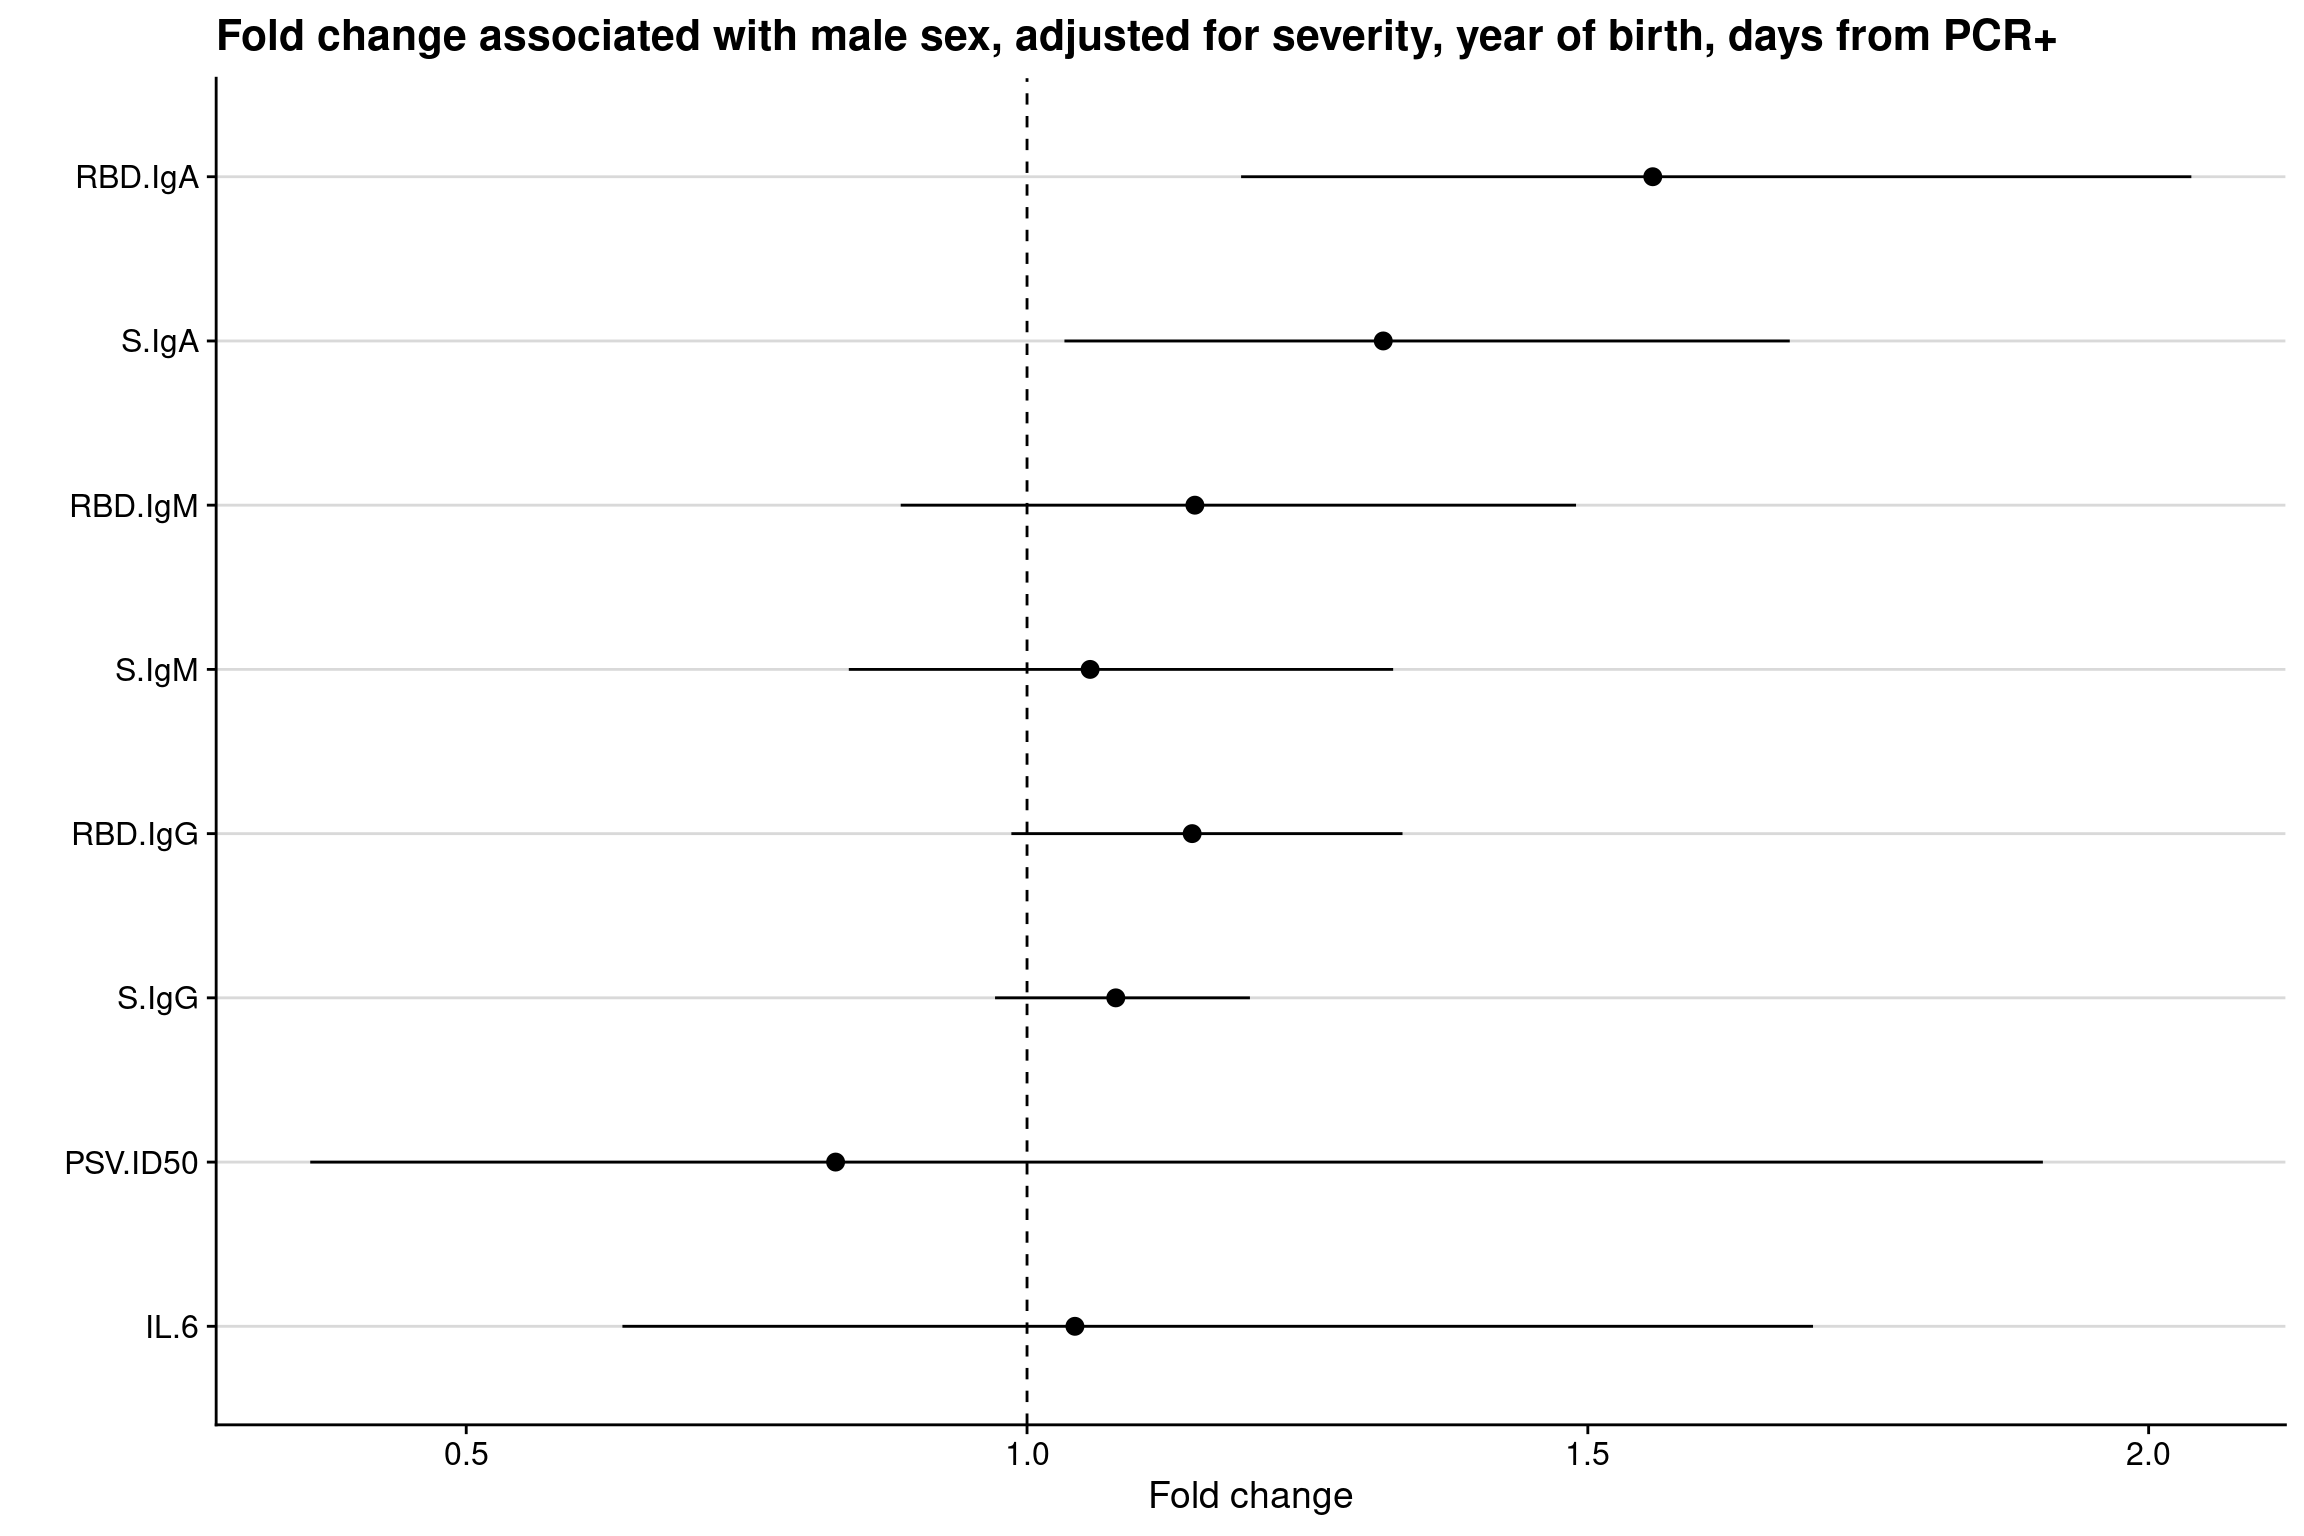 Fold change associated with male sex, adjusted for severity, year of birth, days from PCR+
RBD.IgA
S.IgA
RBD.IgM
S.IgM
RBD.IgG
S.IgG
PSV.ID50
IL.6
0.5 1.0 1.5 2.0
Fold change